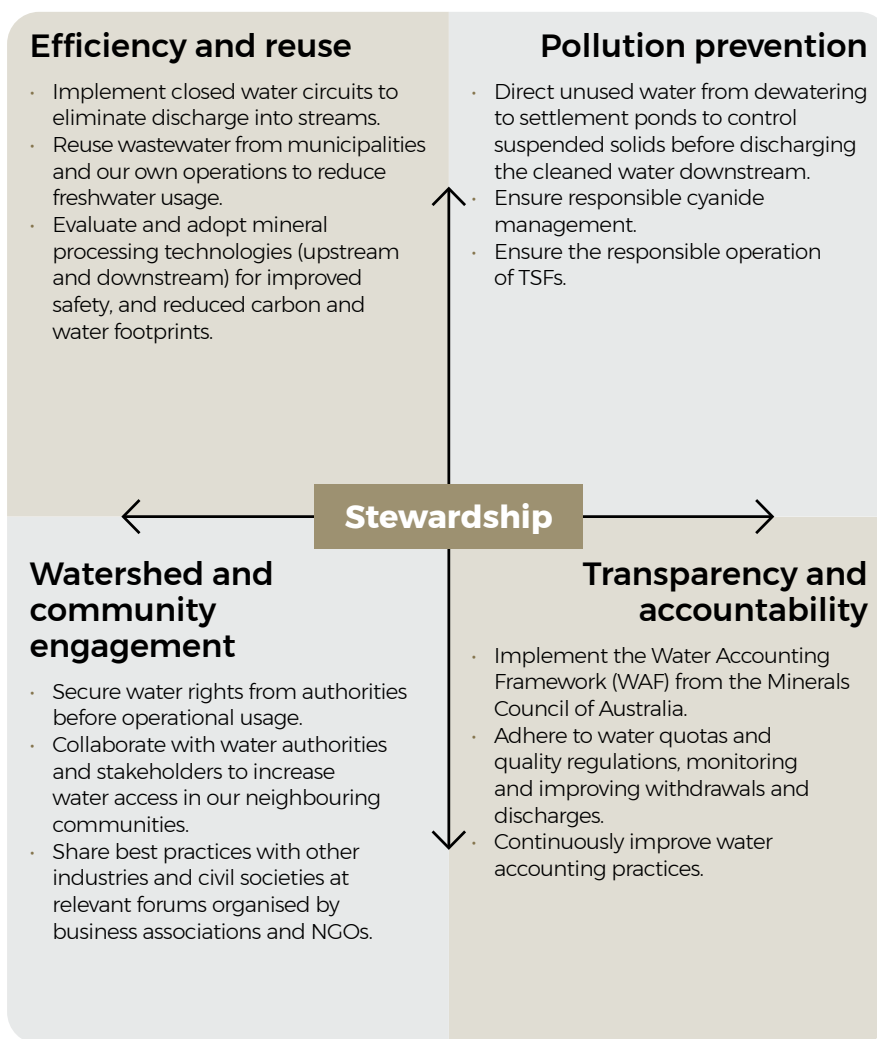 Efficiency and reuse
· Implement closed water circuits to
eliminate discharge into streams.
· Reuse wastewater from municipalities
and our own operations to reduce
freshwater usage.
· Evaluate and adopt mineral
processing technologies (upstream
and downstream) for improved
safety, and reduced carbon and
water footprints.
Pollution prevention
· Direct unused water from dewatering
to settlement ponds to control
suspended solids before discharging
the cleaned water downstream.
· Ensure responsible cyanide
management.
· Ensure the responsible operation
of TSFs.
Stewardship
Watershed and
community
engagement
· Secure water rights from authorities
before operational usage.
· Collaborate with water authorities
and stakeholders to increase
water access in our neighbouring
communities.
· Share best practices with other
industries and civil societies at
relevant forums organised by
business associations and NGOs.
Transparency and
accountability
· Implement the Water Accounting
Framework (WAF) from the Minerals
Council of Australia.
· Adhere to water quotas and
quality regulations, monitoring
and improving withdrawals and
discharges.
· Continuously improve water
accounting practices.